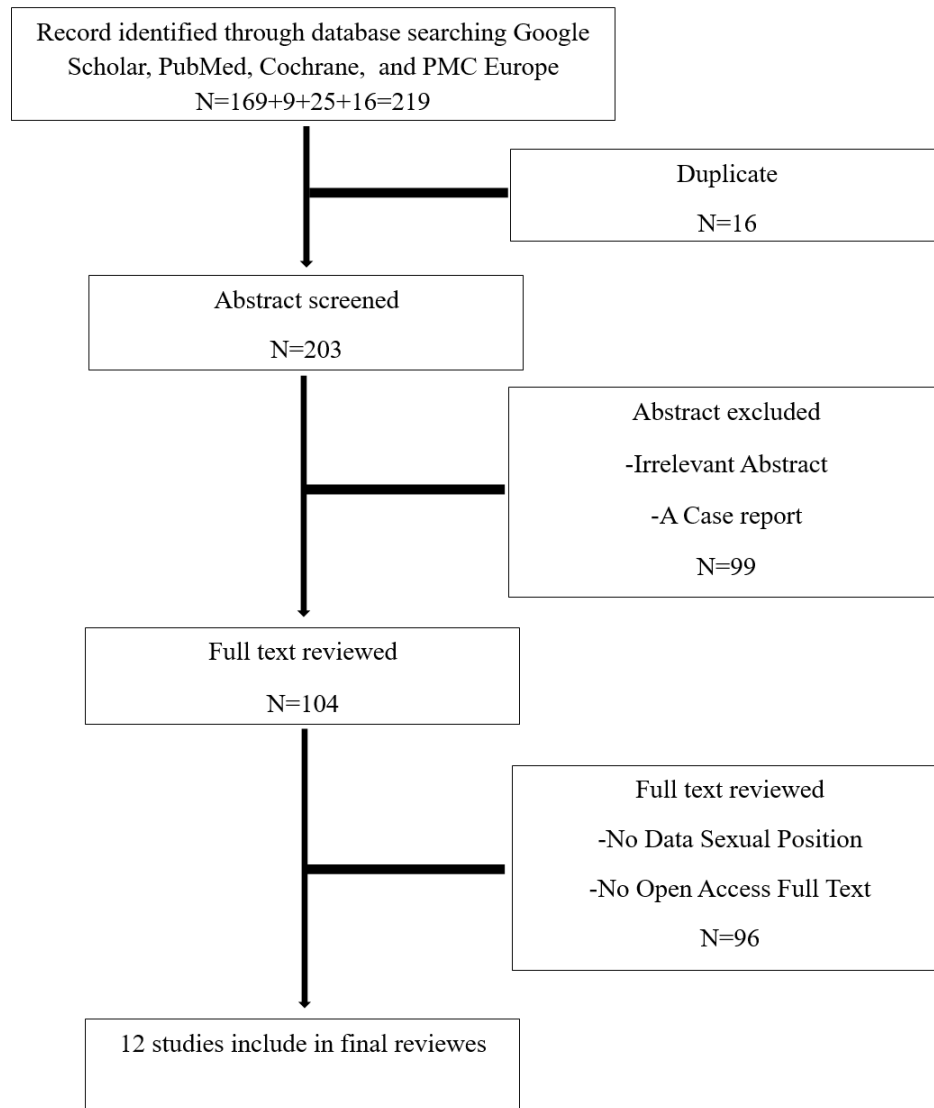 Record identified through database searching Google
Scholar, PubMed, Cochrane, and PMC Europe
N=169+9+25+16=219
Duplicate
N=16
Abstract screened
N=203
Abstract excluded
-Irrelevant Abstract
-A Case report
N=99
Full text reviewed
N=104
Full text reviewed
-No Data Sexual Position
-No Open Access Full Text
N=96
12 studies include in final reviewes